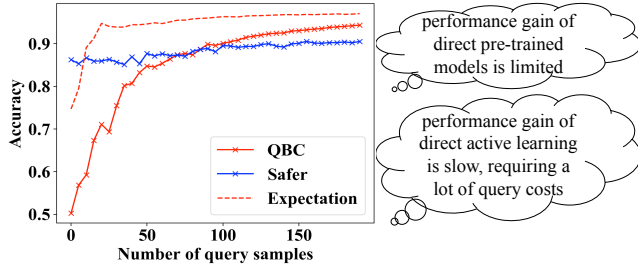 Accuracy
0.9
0.8
0.7
0.6
0.5
QBC
Safer
Expectation
0
50
100
150
Number of query samples
performance gain of
direct pre-trained
models is limited
performance gain of
direct active learning
is slow, requiring a
lot of query costs